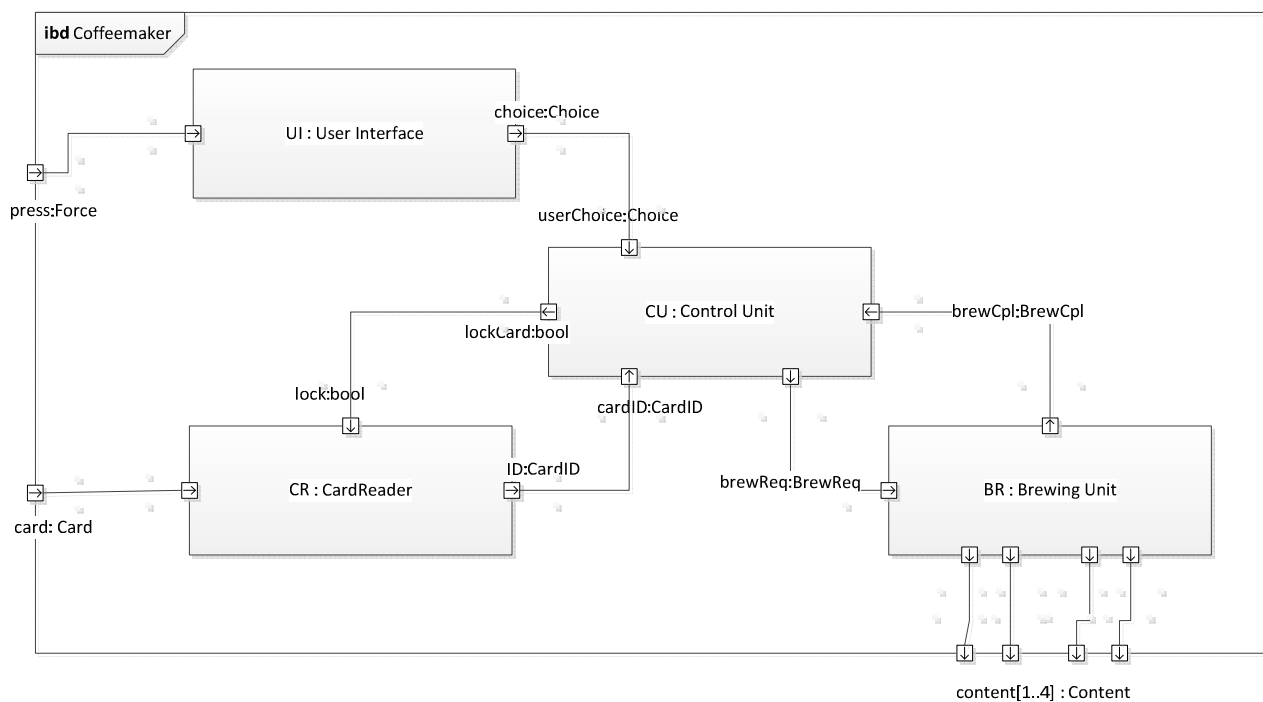 ibd Coffeemaker
choice:Choice
UI : User Interface
press:Force
userChoice:Choice
CU : Control Unit
brewCpl:BrewCpl
lockCard:bool
lock:bool
cardID:CardID
ID:CardID
brewReq:BrewReq
CR : CardReader
BR : Brewing Unit
card: Card
content[1..4] : Content